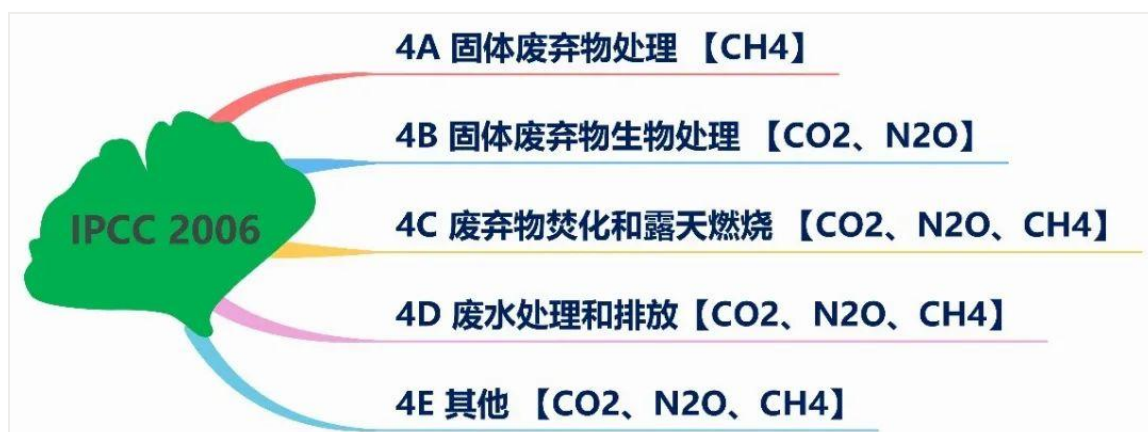 4A 固体废弃物处理 【CH4】
4B 固体废弃物生物处理 【CO2、N2O】
IPCC 2006
4C 废弃物焚化和露天燃烧 【CO2、N2O、CH4】
4D 废水处理和排放【CO2、N2O、CH4】
4E 其他 【CO2、N2O、CH4】